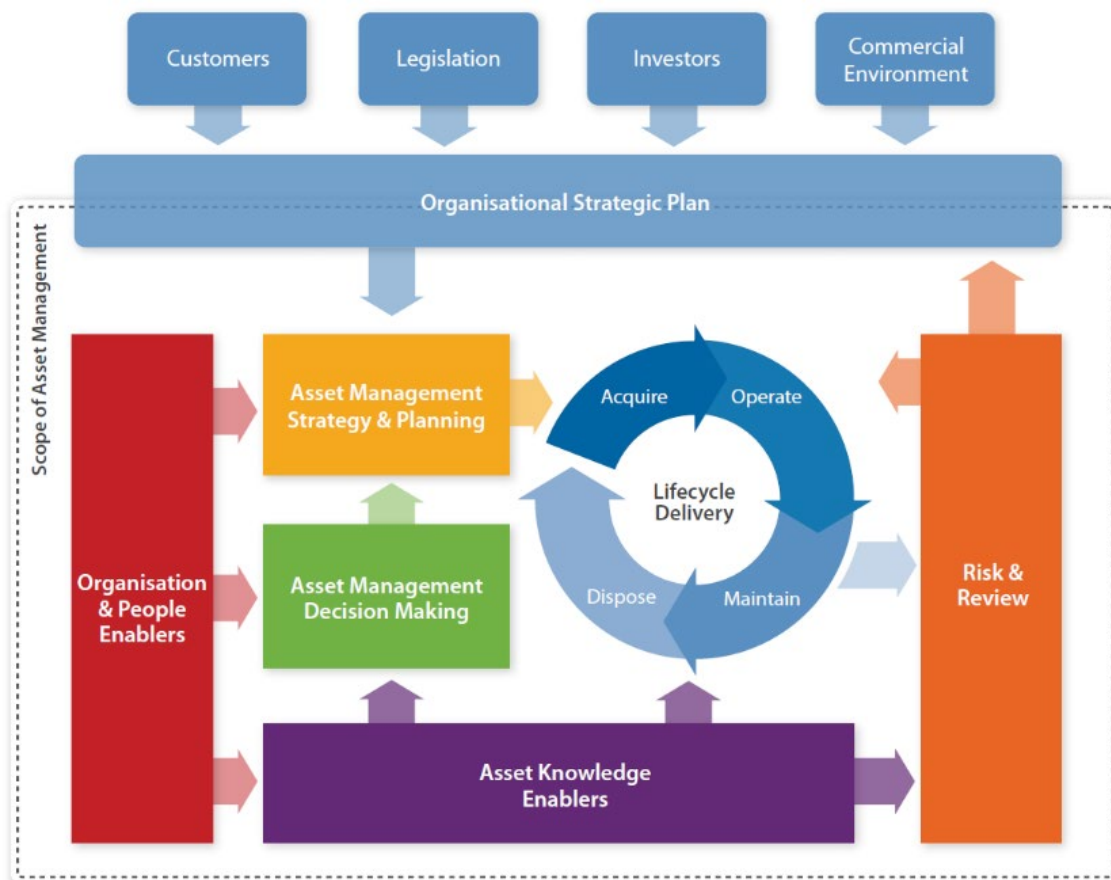 Customers
Legislation
Investors
Commercial
Environment
Organisational Strategic Plan
Scope of Asset Management
Organisation
& People
Enablers
Asset Management
Strategy & Planning
Asset Management
Decision Making
Acquire
Operate
Lifecycle
Delivery
Dispose
Maintain
Risk &
Review
Asset Knowledge
Enablers